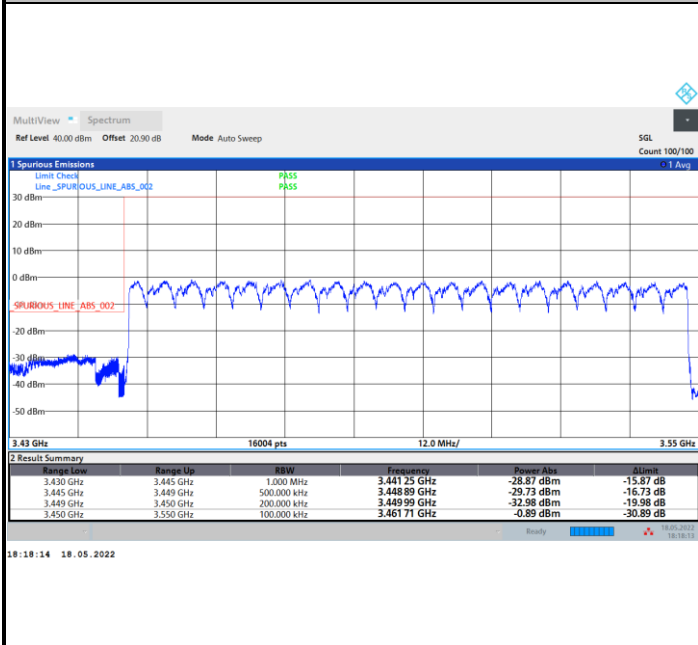 MultiView Spectrum
Ref Level 40.00 dBm Offset 20.90 dB Mode Auto Sweep SGL
Count 100/100
1 Spurious Emissions 1 Avg
Limit Check PASS
Line _SPURIOUS_LINE_ABS_002 PASS
30 dBm
20 dBm
10 dBm
0 dBm
SPURIOUS_LINE_ABS_002
-20 dBm
-30 dBm
-40 dBm
-50 dBm
3.43 GHz 16004 pts 12.0 MHz/ 3.55 GHz
2 Result Summary
Range Low Range Up RBW Frequency Power Abs ΔLimit
3.430 GHz 3.445 GHz 1.000 MHz 3.441 25 GHz -28.87 dBm -15.87 dB
3.445 GHz 3.449 GHz 500.000 kHz 3.448 89 GHz -29.73 dBm -16.73 dB
3.449 GHz 3.450 GHz 200.000 kHz 3.449 99 GHz -32.98 dBm -19.98 dB
3.450 GHz 3.550 GHz 100.000 kHz 3.461 71 GHz -0.89 dBm -30.89 dB
Ready 18.05.2022
18:18:13
18:18:14 18.05.2022